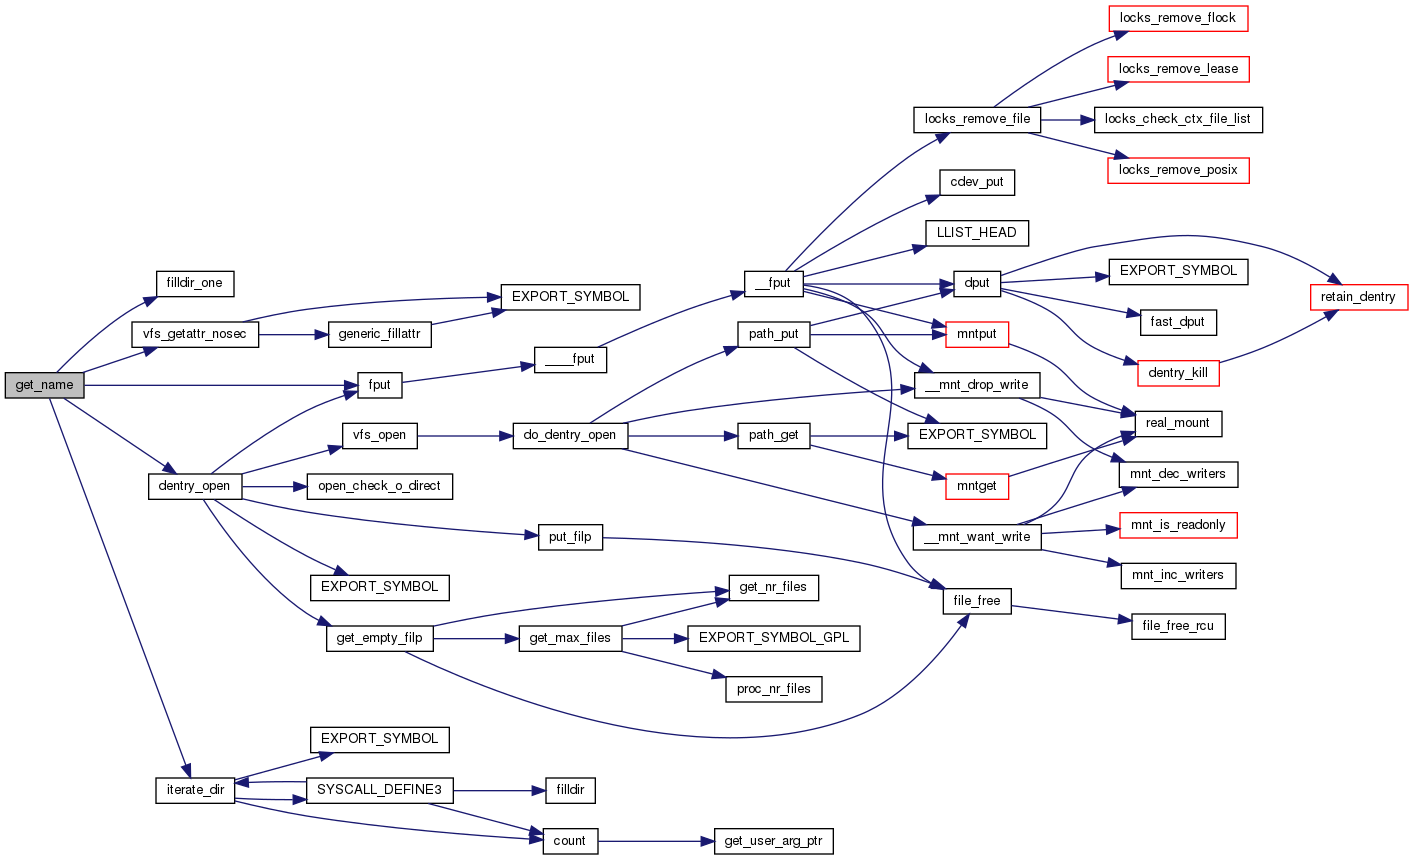 locks_remove_flock
locks_remove_lease
locks_remove_file
locks_check_ctx_file_list
locks_remove_posix
cdev_put
LLIST_HEAD
filldir_one
__fput
dput
EXPORT_SYMBOL
EXPORT_SYMBOL
retain_dentry
vfs_getattr_nosec
generic_fillattr
path_put
mntput
fast_dput
____fput
get_name
fput
__mnt_drop_write
dentry_kill
vfs_open
do_dentry_open
path_get
EXPORT_SYMBOL
real_mount
dentry_open
open_check_o_direct
mntget
mnt_dec_writers
put_filp
__mnt_want_write
mnt_is_readonly
EXPORT_SYMBOL
get_nr_files
mnt_inc_writers
file_free
file_free_rcu
get_empty_filp
get_max_files
EXPORT_SYMBOL_GPL
proc_nr_files
EXPORT_SYMBOL
iterate_dir
SYSCALL_DEFINE3
filldir
count
get_user_arg_ptr